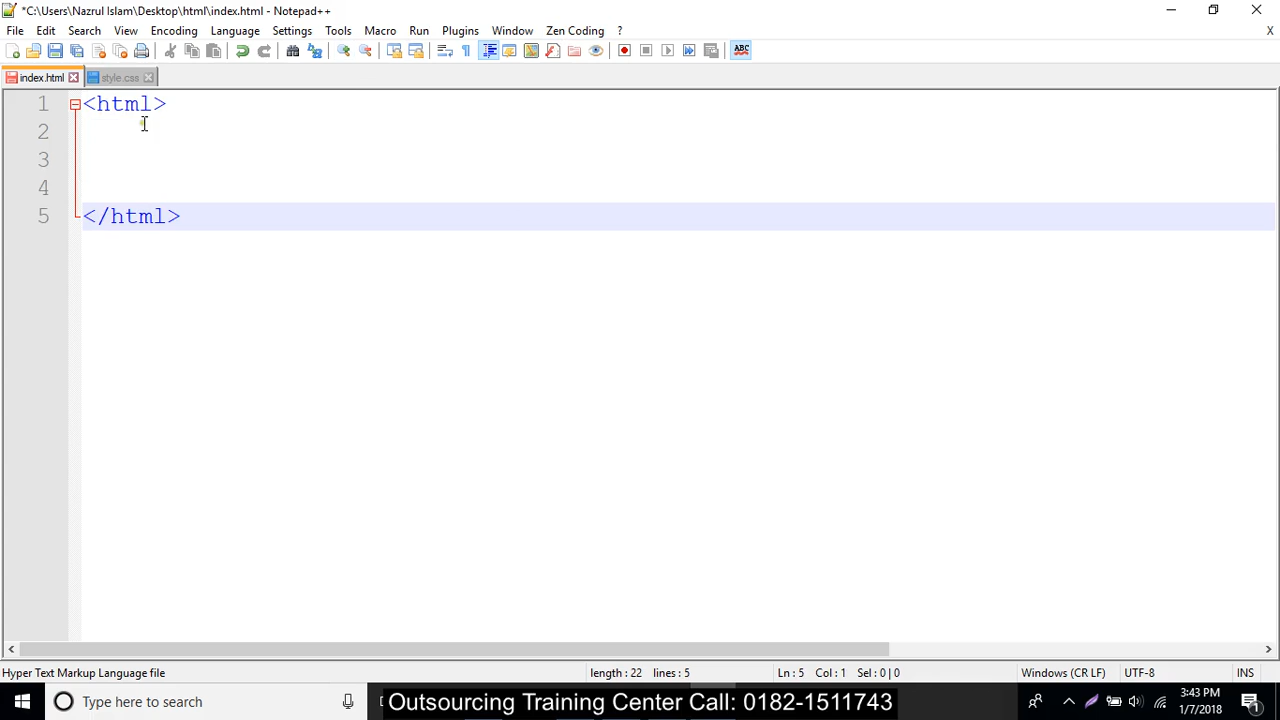 *C:\Users\Nazrul Islam\Desktop\html\index.html - Notepad++
File Edit Search View Encoding Language Settings Tools Macro Run Plugins Window Zen Coding ? X
ABC
index.html style.css
1 <html>
2
3
4
5 </html>
Hyper Text Markup Language file length : 22 lines : 5 Ln : 5 Col : 1 Sel : 0 | 0 Windows (CR LF) UTF-8 INS
Type here to search
Outsourcing Training Center Call: 0182-1511743
3:43 PM
1/7/2018
1